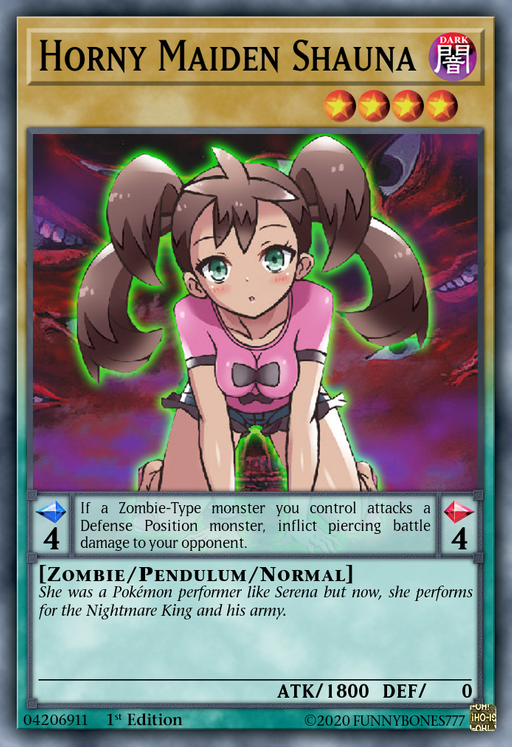 HORNY MAIDEN SHAUNA
DARK
闇
If a Zombie-Type monster you control attacks a
Defense Position monster, inflict piercing battle
damage to your opponent.
4
4
[ZOMBIE/PENDULUM/NORMAL]
She was a Pokémon performer like Serena but now, she performs
for the Nightmare King and his army.
ATK/1800 DEF/ 0
04206911 1st Edition ©2020 FUNNYBONES777